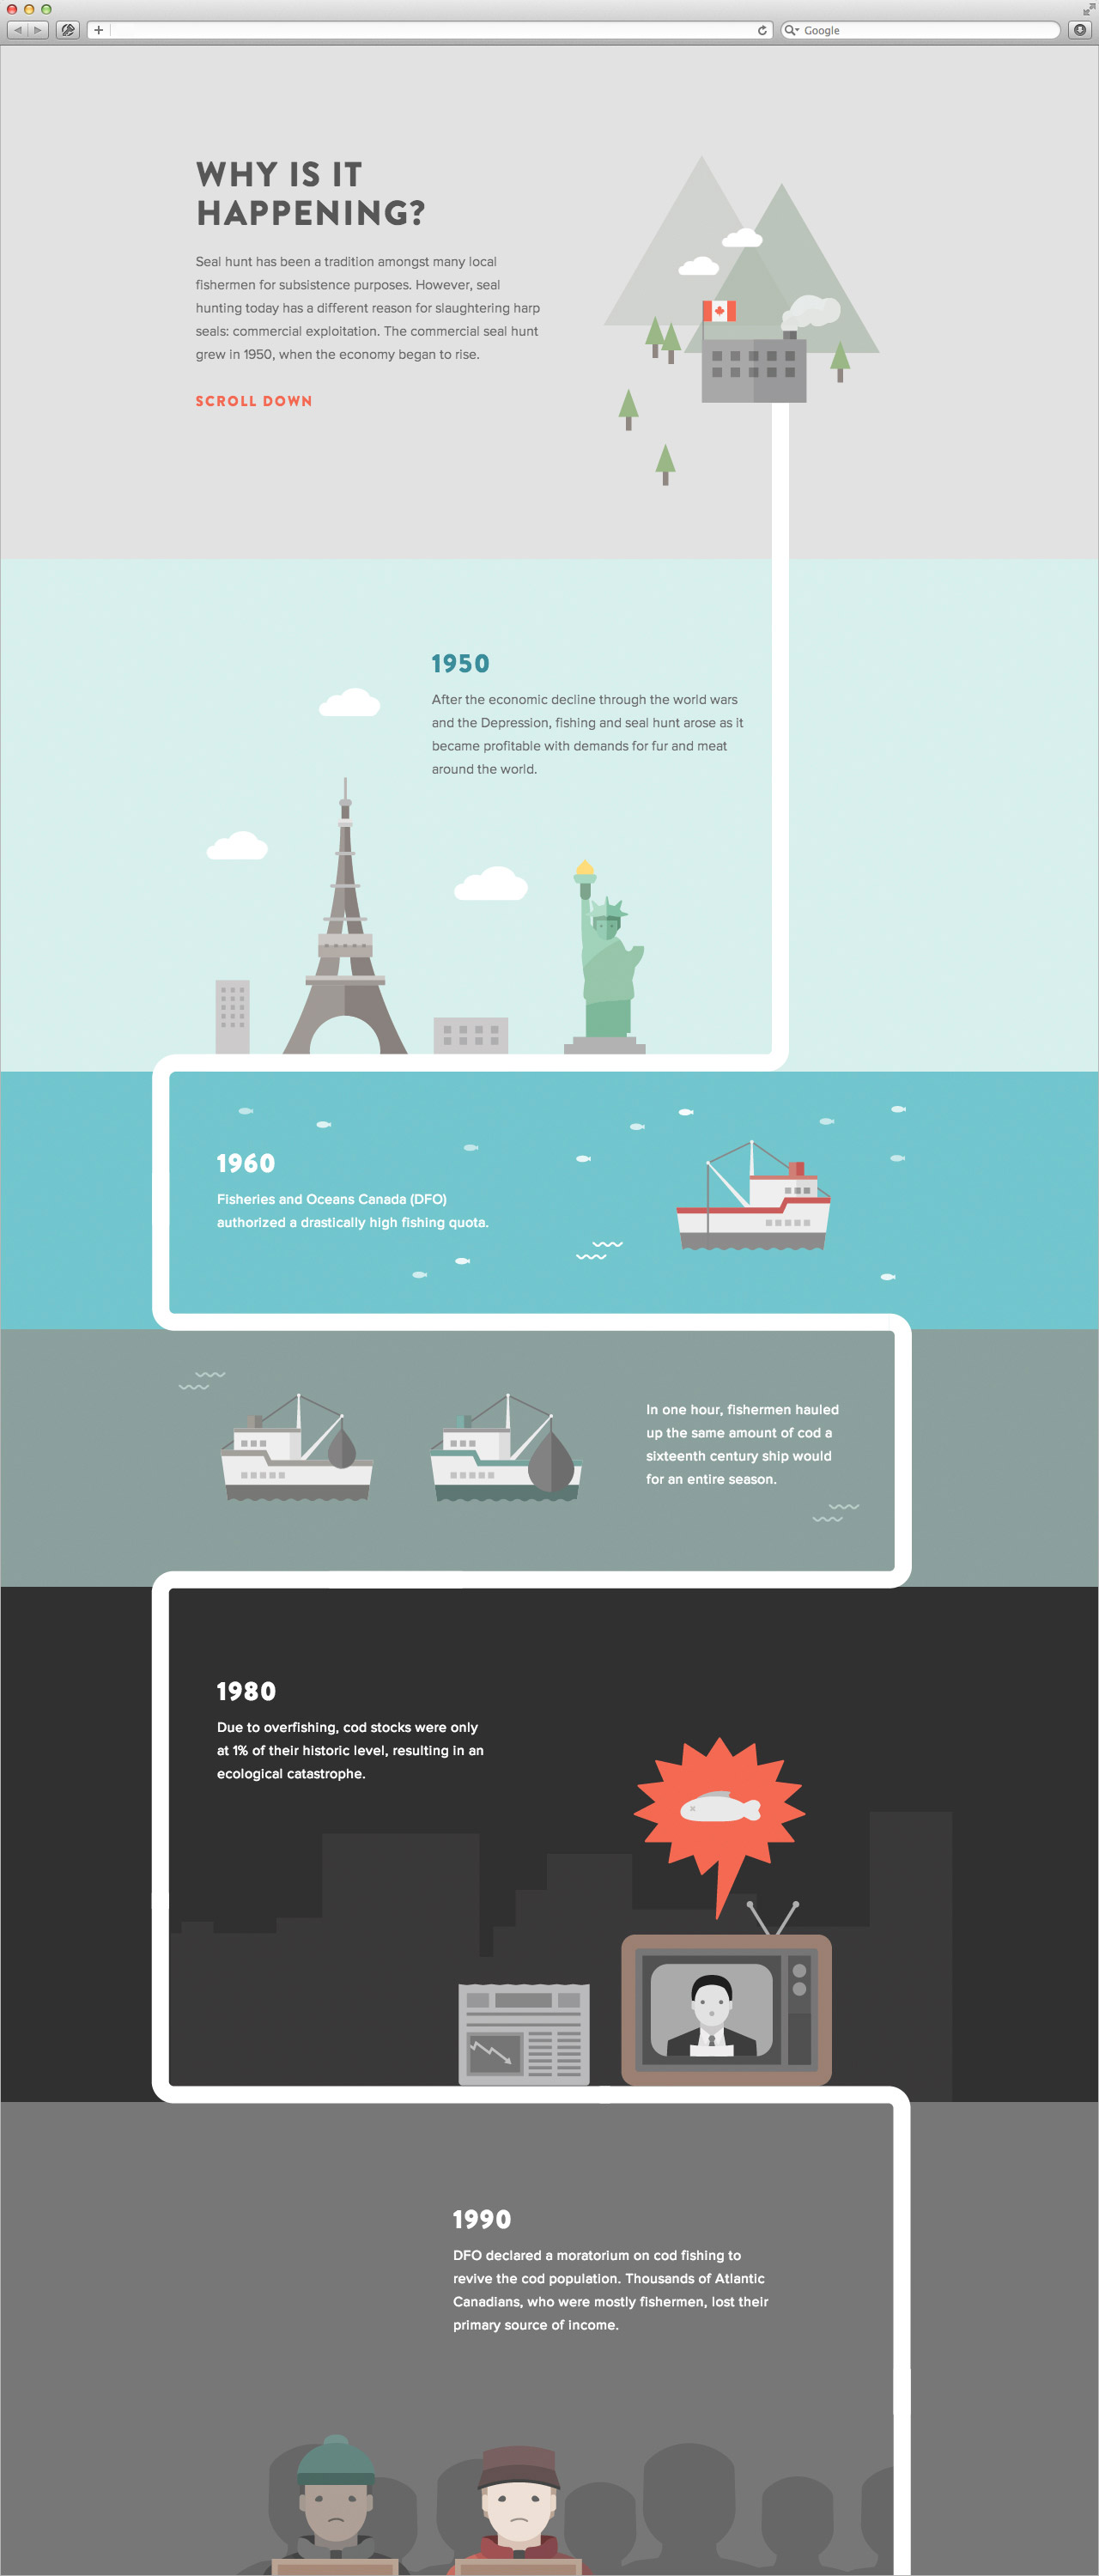 Google
WHY IS IT
HAPPENING?
Seal hunt has been a tradition amongst many local
fishermen for subsistence purposes. However, seal
hunting today has a different reason for slaughtering harp
seals: commercial exploitation. The commercial seal hunt
grew in 1950, when the economy began to rise.
SCROLL DOWN
1950
After the economic decline through the world wars
and the Depression, fishing and seal hunt arose as it
became profitable with demands for fur and meat
around the world.
1960
Fisheries and Oceans Canada (DFO)
authorized a drastically high fishing quota.
In one hour, fishermen hauled
up the same amount of cod a
sixteenth century ship would
for an entire season.
1980
Due to overfishing, cod stocks were only
at 1% of their historic level, resulting in an
ecological catastrophe.
1990
DFO declared a moratorium on cod fishing to
revive the cod population. Thousands of Atlantic
Canadians, who were mostly fishermen, lost their
primary source of income.